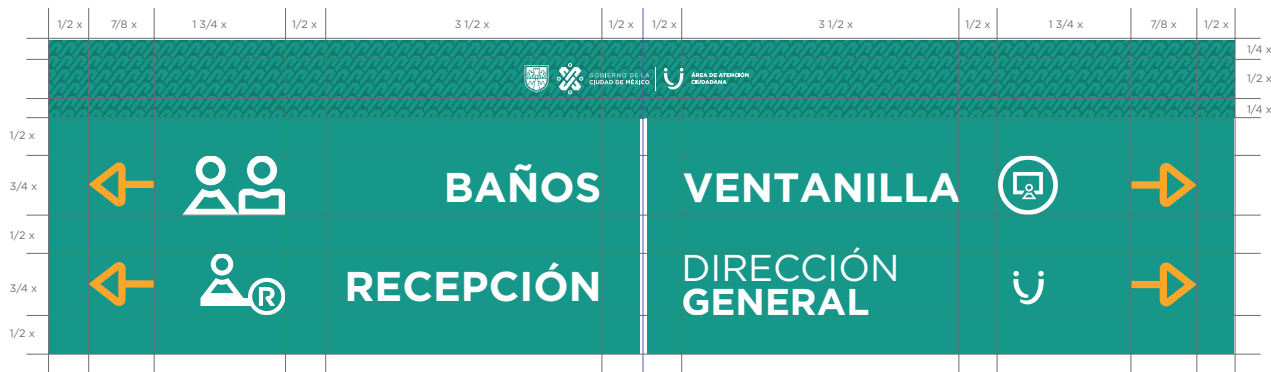 1/2 x 7/8 x 1 3/4 x 1/2 x 3 1/2 x 1/2 x 1/2 x 3 1/2 x 1/2 x 1 3/4 x 7/8 x 1/2 x
1/4 x
GOBIERNO DE LA
CIUDAD DE MÉXICO
ÁREA DE ATENCIÓN
CIUDADANA
1/2 x
1/4 x
1/2 x
3/4 x
BAÑOS VENTANILLA
1/2 x
3/4 x
RECEPCIÓN
R
DIRECCIÓN
GENERAL
1/2 x